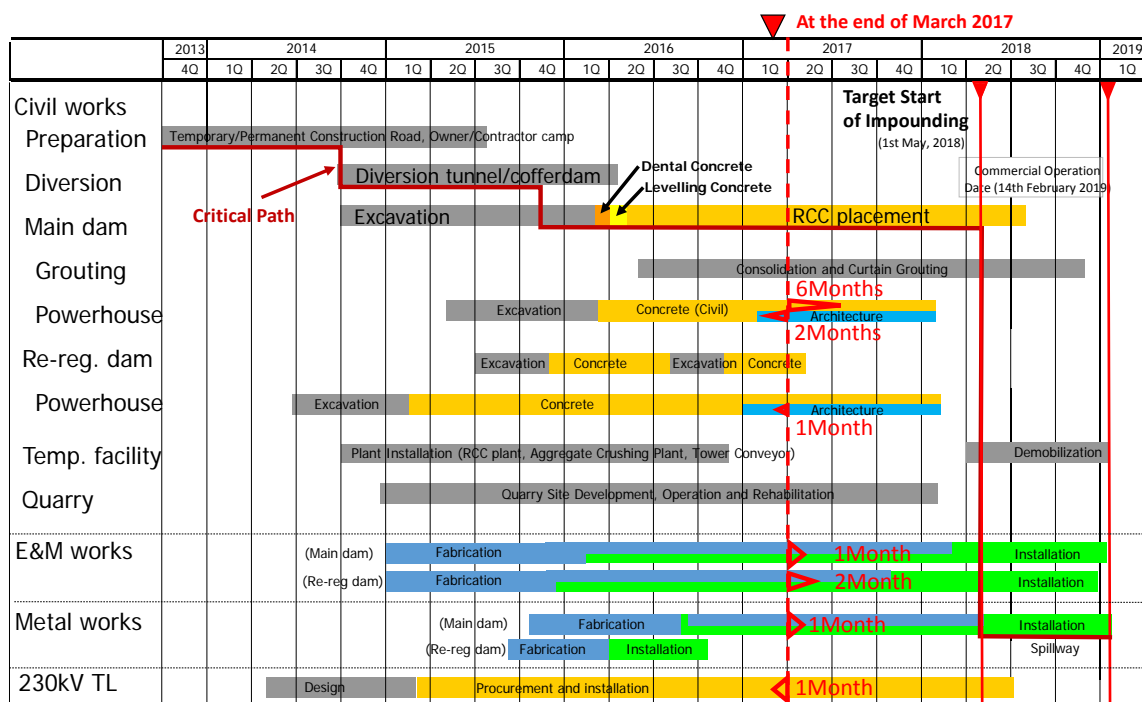 At the end of March 2017
2013 2014 2015 2016 2017 2018 2019
4Q 1Q 2Q 3Q 4Q 1Q 2Q 3Q 4Q 1Q 2Q 3Q 4Q 1Q 2Q 3Q 4Q 1Q 2Q 3Q 4Q 1Q
Civil works
Target Start
of Impounding
(1st May, 2018)
Preparation
Temporary/Permanent Construction Road, Owner/Contractor camp
Dental Concrete
Levelling Concrete
Commercial Operation
Date (14th February 2019)
Diversion
Diversion tunnel/cofferdam
Critical Path
Main dam
Excavation
RCC placement
Grouting
Consolidation and Curtain Grouting
6Months
Powerhouse
Excavation
Concrete (Civil)
Architecture
2Months
Re-reg. dam
Excavation
Concrete
Excavation
Concrete
Powerhouse
Excavation
Concrete
Architecture
1Month
Temp. facility
Plant Installation (RCC plant, Aggregate Crushing Plant, Tower Conveyor)
Demobilization
Quarry
Quarry Site Development, Operation and Rehabilitation
E&M works
(Main dam)
Fabrication
1Month
Installation
(Re-reg dam)
Fabrication
2Month
Installation
Metal works
(Main dam)
Fabrication
1Month
Installation
(Re-reg dam)
Fabrication
Installation
Spillway
230kV TL
Design
Procurement and installation
1Month